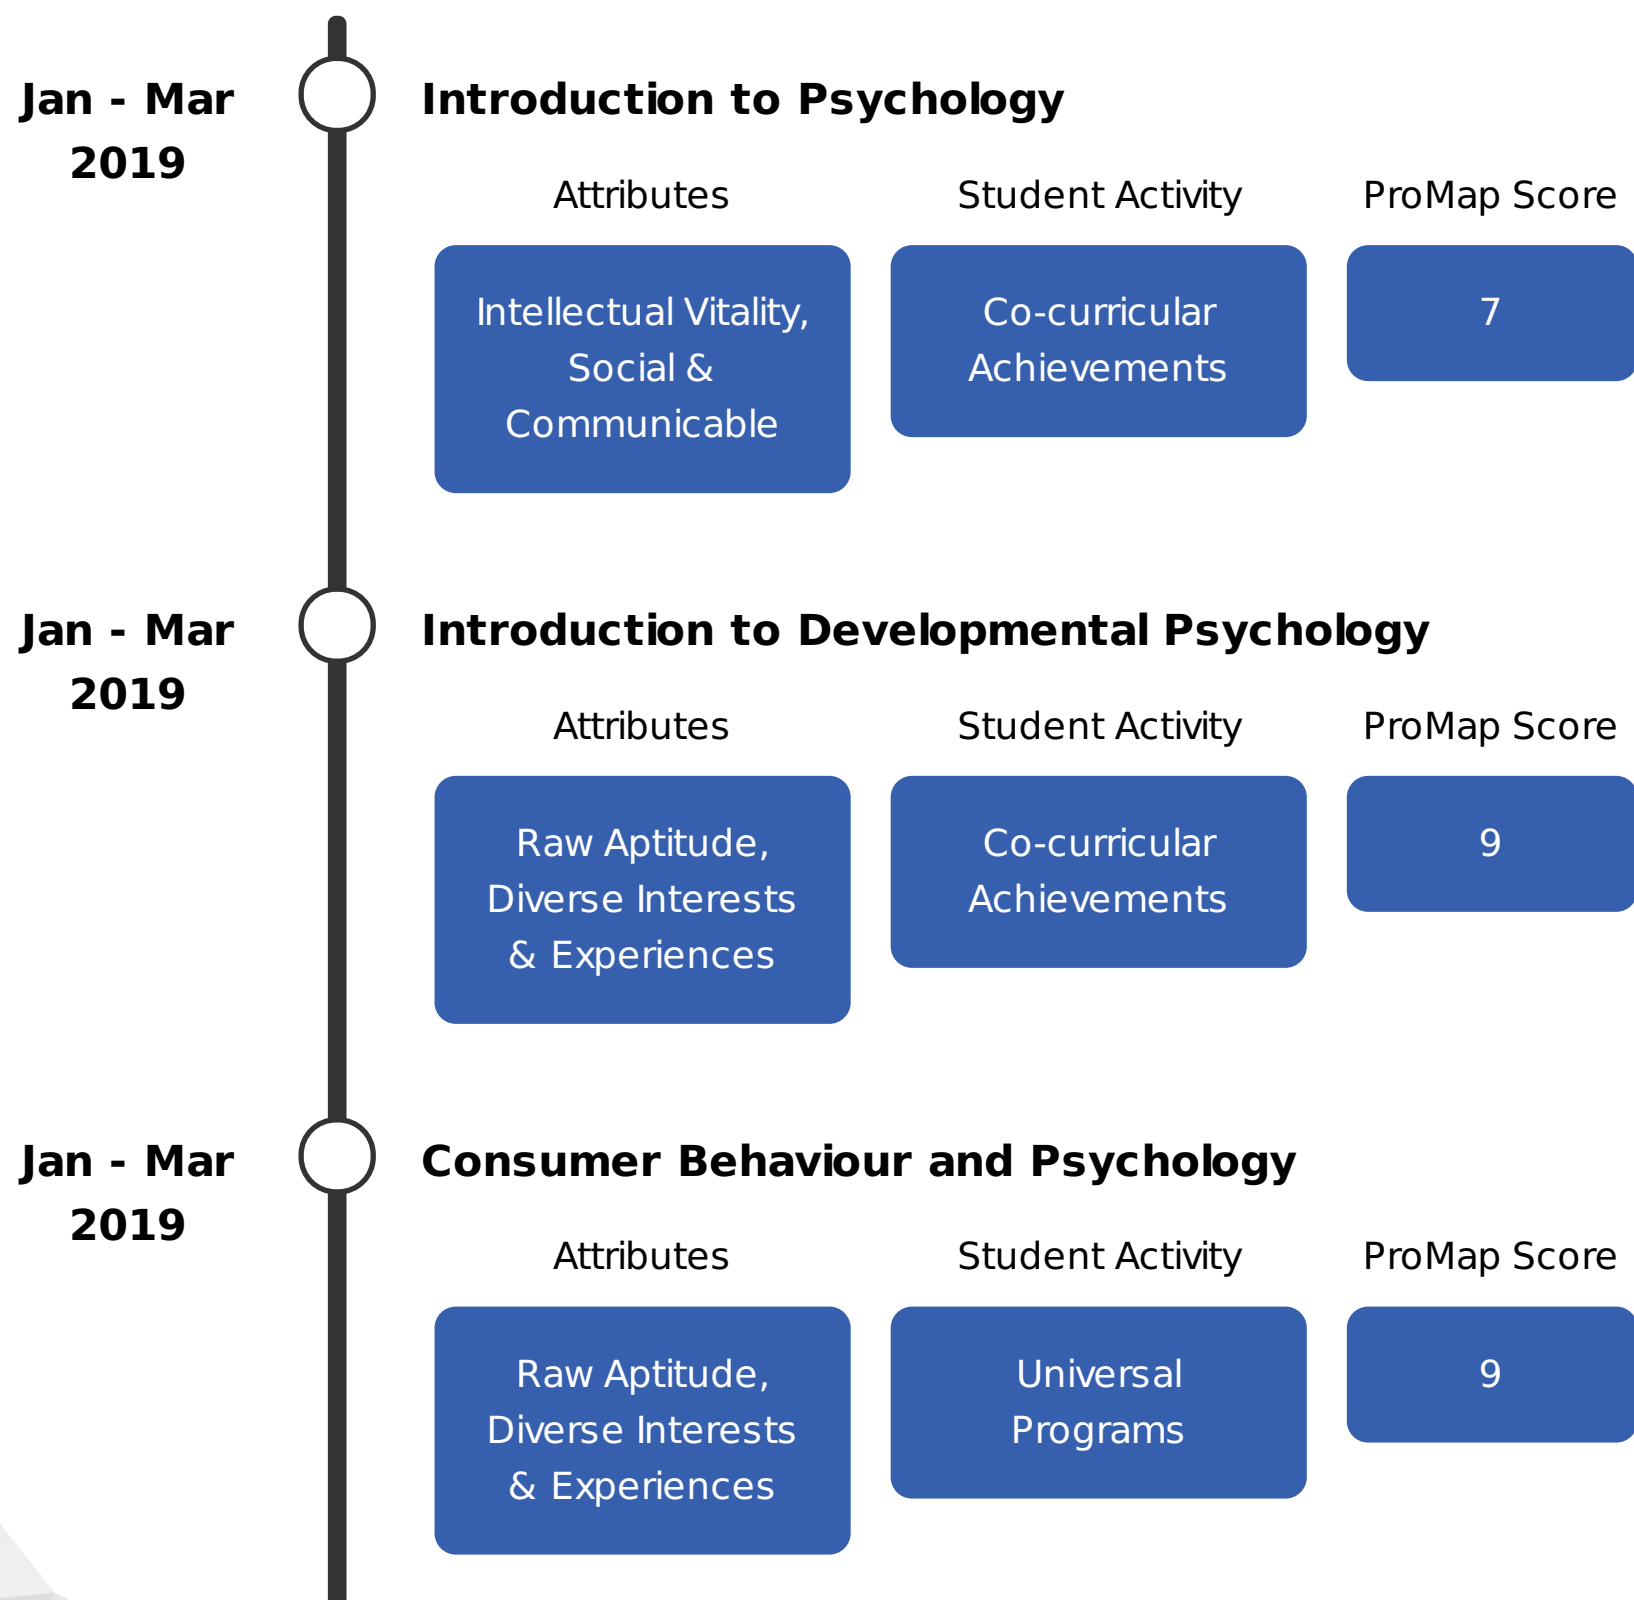 Jan - Mar
2019
Introduction to Psychology
Attributes
Student Activity
ProMap Score
Intellectual Vitality,
Social &
Communicable
Co-curricular
Achievements
7
Jan - Mar
2019
Introduction to Developmental Psychology
Attributes
Student Activity
ProMap Score
Raw Aptitude,
Diverse Interests
& Experiences
Co-curricular
Achievements
9
Jan - Mar
2019
Consumer Behaviour and Psychology
Attributes
Student Activity
ProMap Score
Raw Aptitude,
Diverse Interests
& Experiences
Universal
Programs
9